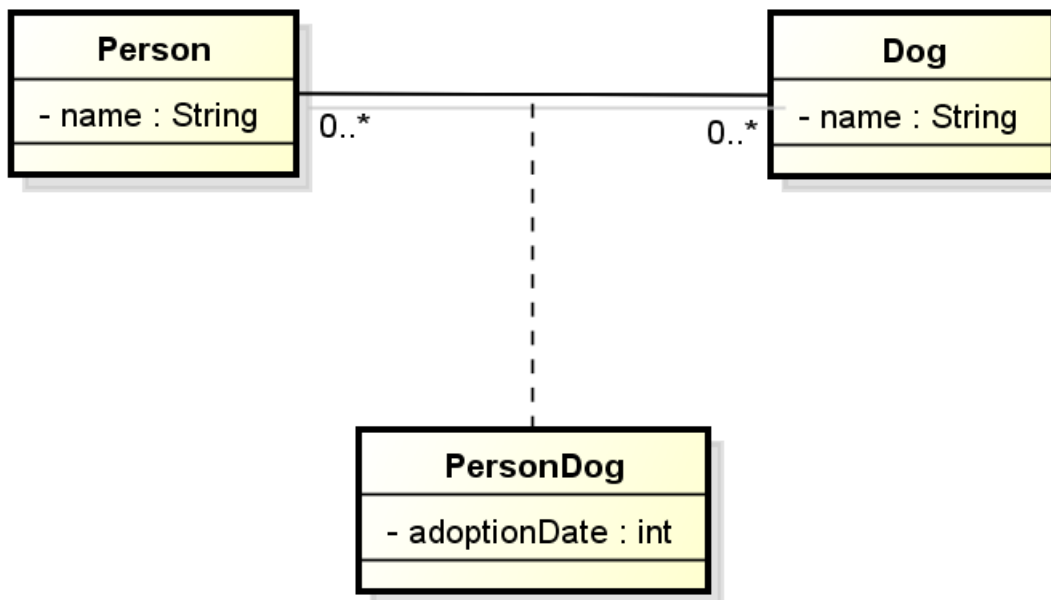 Person
- name : String
0..*
0..*
Dog
- name : String
PersonDog
- adoptionDate : int